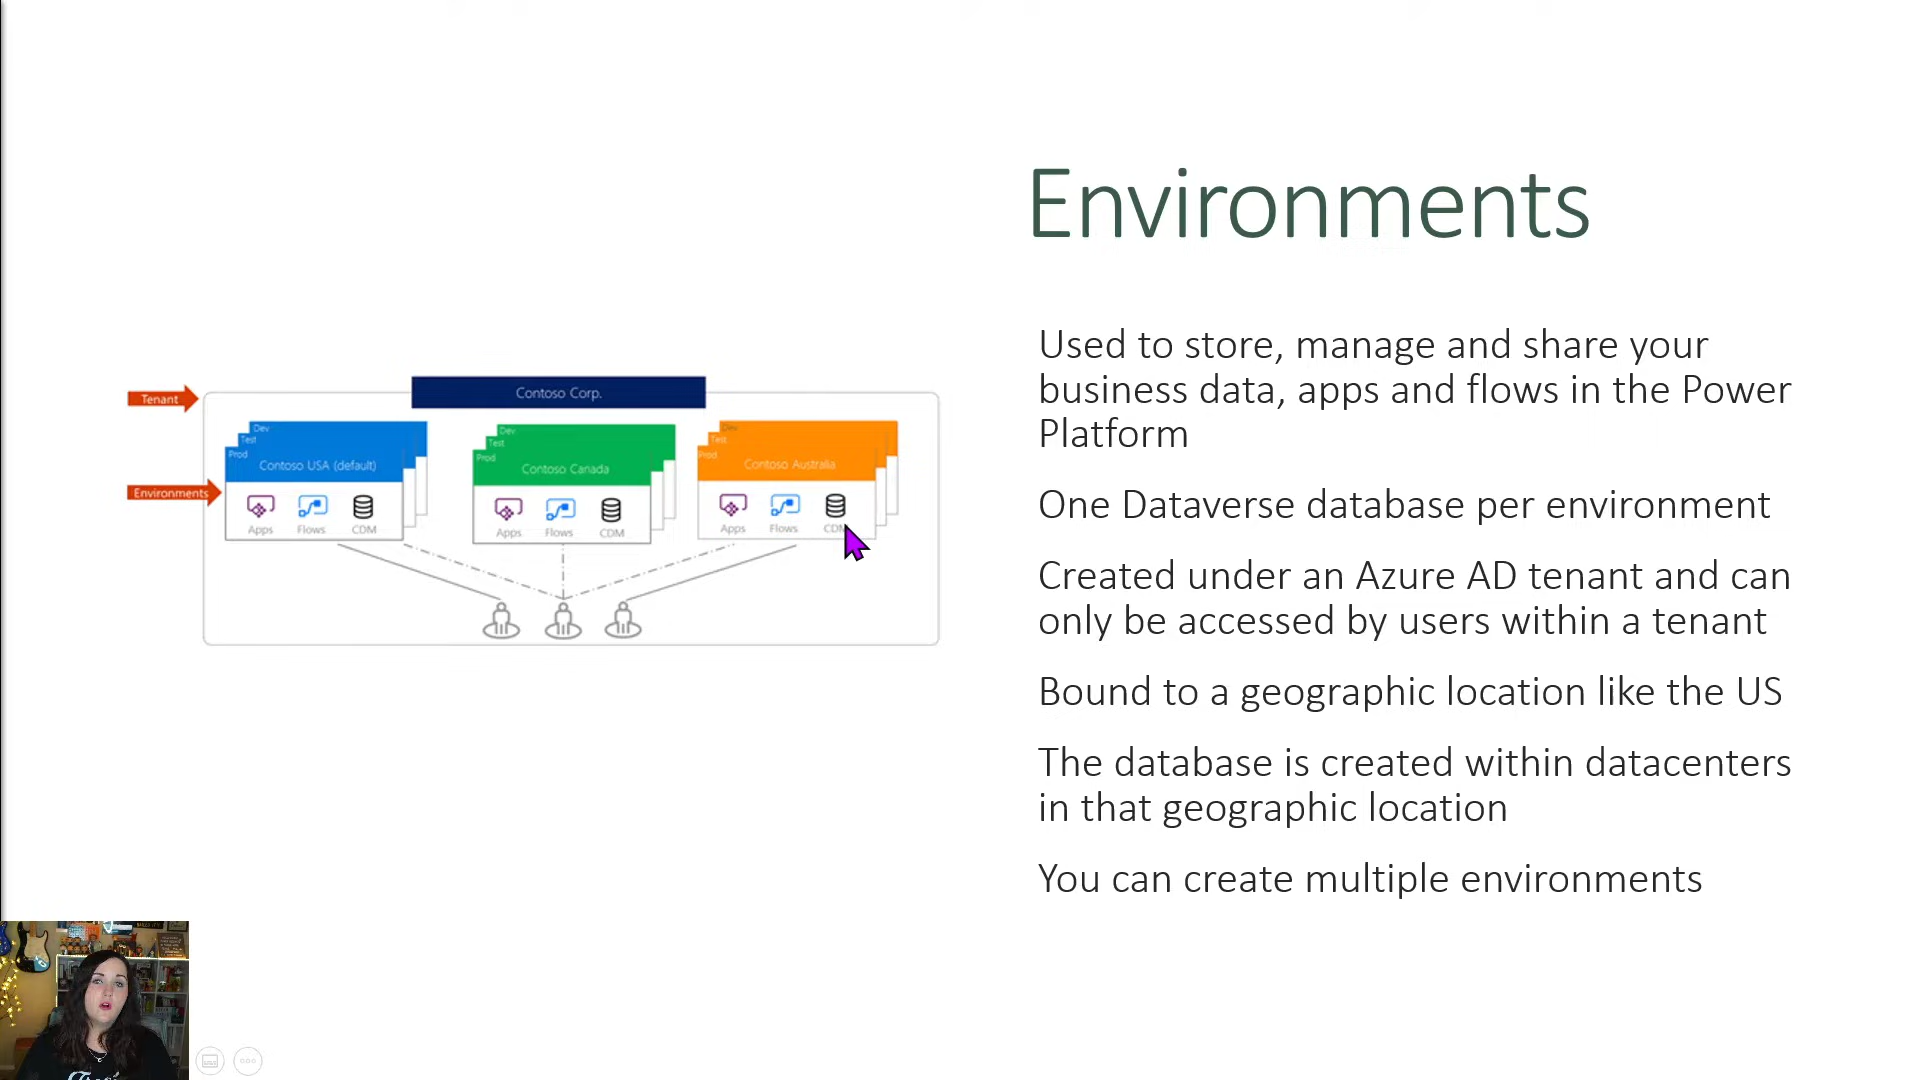 Environments
Used to store, manage and share your
business data, apps and flows in the Power
Platform
One Dataverse database per environment
Created under an Azure AD tenant and can
only be accessed by users within a tenant
Bound to a geographic location like the US
The database is created within datacenters
in that geographic location
You can create multiple environments
Tenant
Contoso Corp.
Dev
Test
Prod
Contoso USA (default)
Dev
Test
Prod
Contoso Canada
Dev
Test
Prod
Contoso Australia
Environments
Apps Flows CDM
Apps Flows CDM
Apps Flows